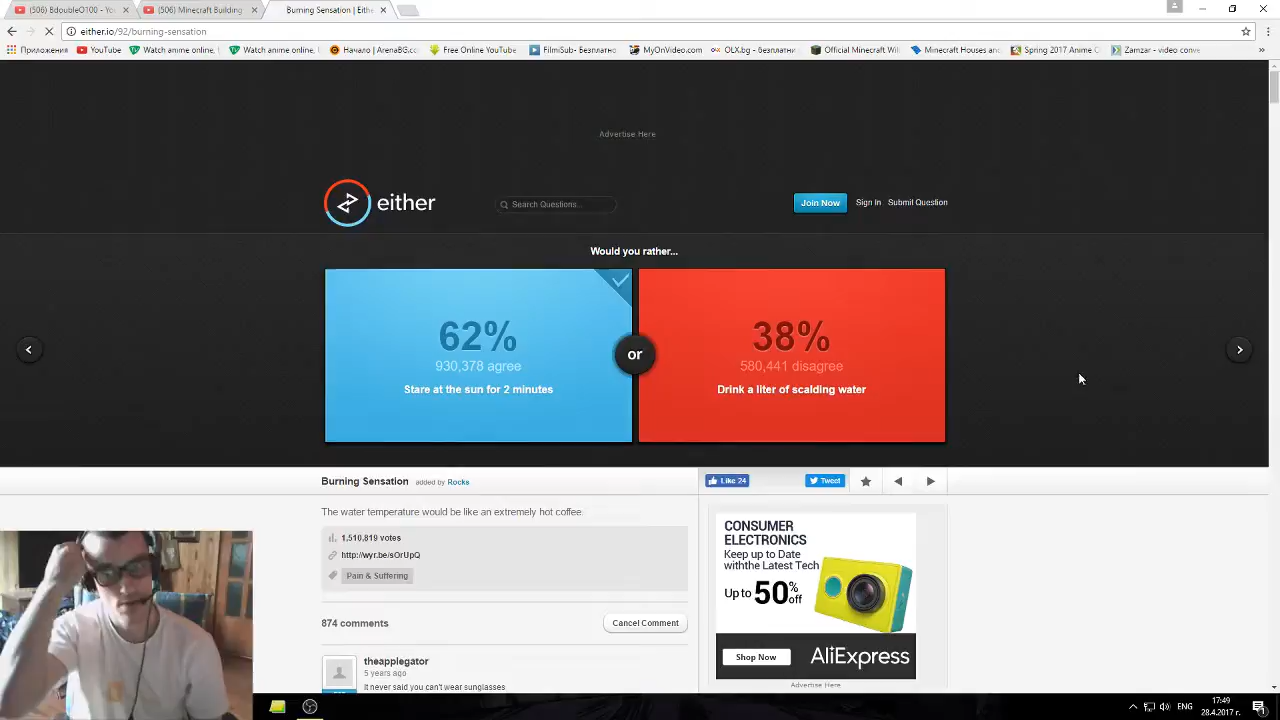 (506) BdoubleO100 - Yo
(506) Minecraft Building
Burning Sensation | Eithe
either.io/92/burning-sensation
Приложения
YouTube
Watch anime online,
Watch anime online,
Начало | ArenaBG.co
Free Online YouTube
FilmiSub - Безплатно
MyOnVideo.com
OLX.bg - безплатни
Official Minecraft Wiki
Minecraft Houses and
Spring 2017 Anime C
Zamzar - video conve
»
Advertise Here
either
Search Questions...
Join Now
Sign In
Submit Question
Would you rather...
62%
930,378 agree
Stare at the sun for 2 minutes
or
38%
580,441 disagree
Drink a liter of scalding water
Burning Sensation
added by Rocks
Like 24
Tweet
The water temperature would be like an extremely hot coffee.
1,510,819 votes
http://wyr.be/sOrUpQ
Pain & Suffering
874 comments
Cancel Comment
theapplegator
5 years ago
It never said you can't wear sunglasses
CONSUMER
ELECTRONICS
Keep up to Date
withthe Latest Tech
Up to 50% off
Shop Now
AliExpress
Advertise Here
ENG
17:49
28.4.2017 г.